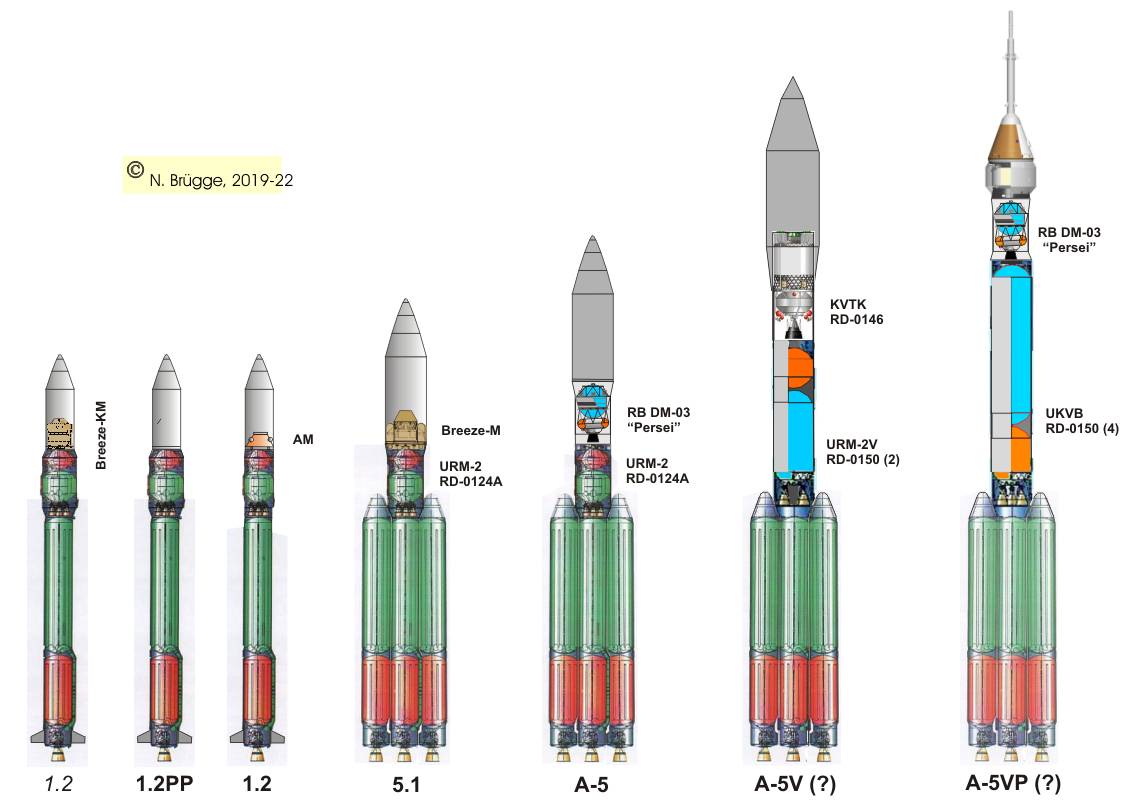 © N. Brügge, 2019-22
Breeze-KM
AM
Breeze-M
URM-2
RD-0124A
RB DM-03
“Persei”
URM-2
RD-0124A
KVTK
RD-0146
URM-2V
RD-0150 (2)
RB DM-03
“Persei”
UKVB
RD-0150 (4)
1.2
1.2PP
1.2
5.1
A-5
A-5V (?)
A-5VP (?)